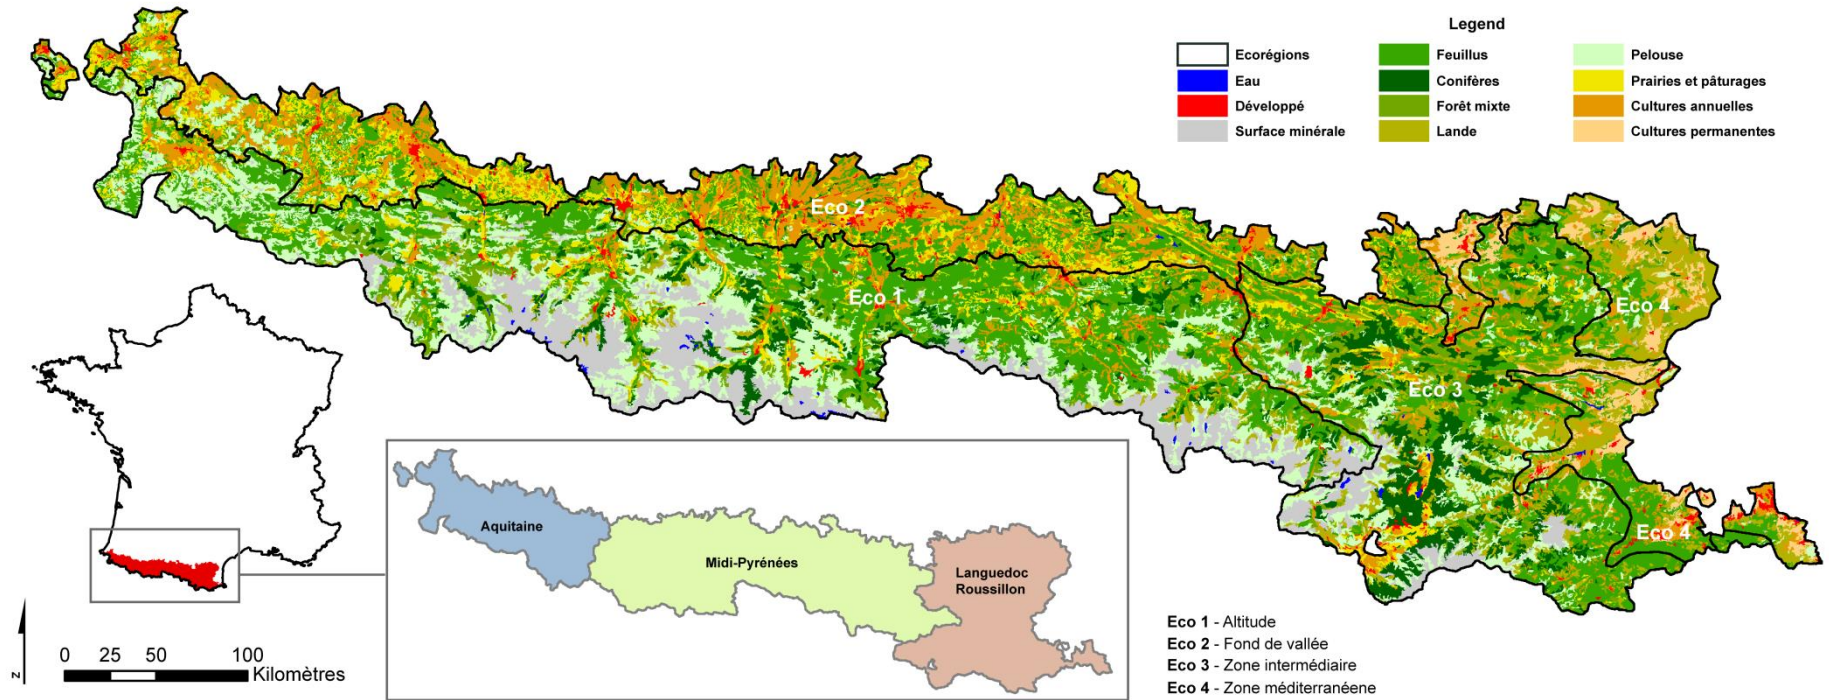 Legend
Ecorégions
Eau
Développé
Surface minérale
Feuillus
Conifères
Forêt mixte
Lande
Pelouse
Prairies et pâturages
Cultures annuelles
Cultures permanentes
Eco 2
Eco 1
Eco 4
Eco 3
Eco 4
Aquitaine
Midi-Pyrénées
Languedoc
Roussillon
Eco 1 - Altitude
Eco 2 - Fond de vallée
Eco 3 - Zone intermédiaire
Eco 4 - Zone méditerranéene
N
0 25 50 100
Kilomètres